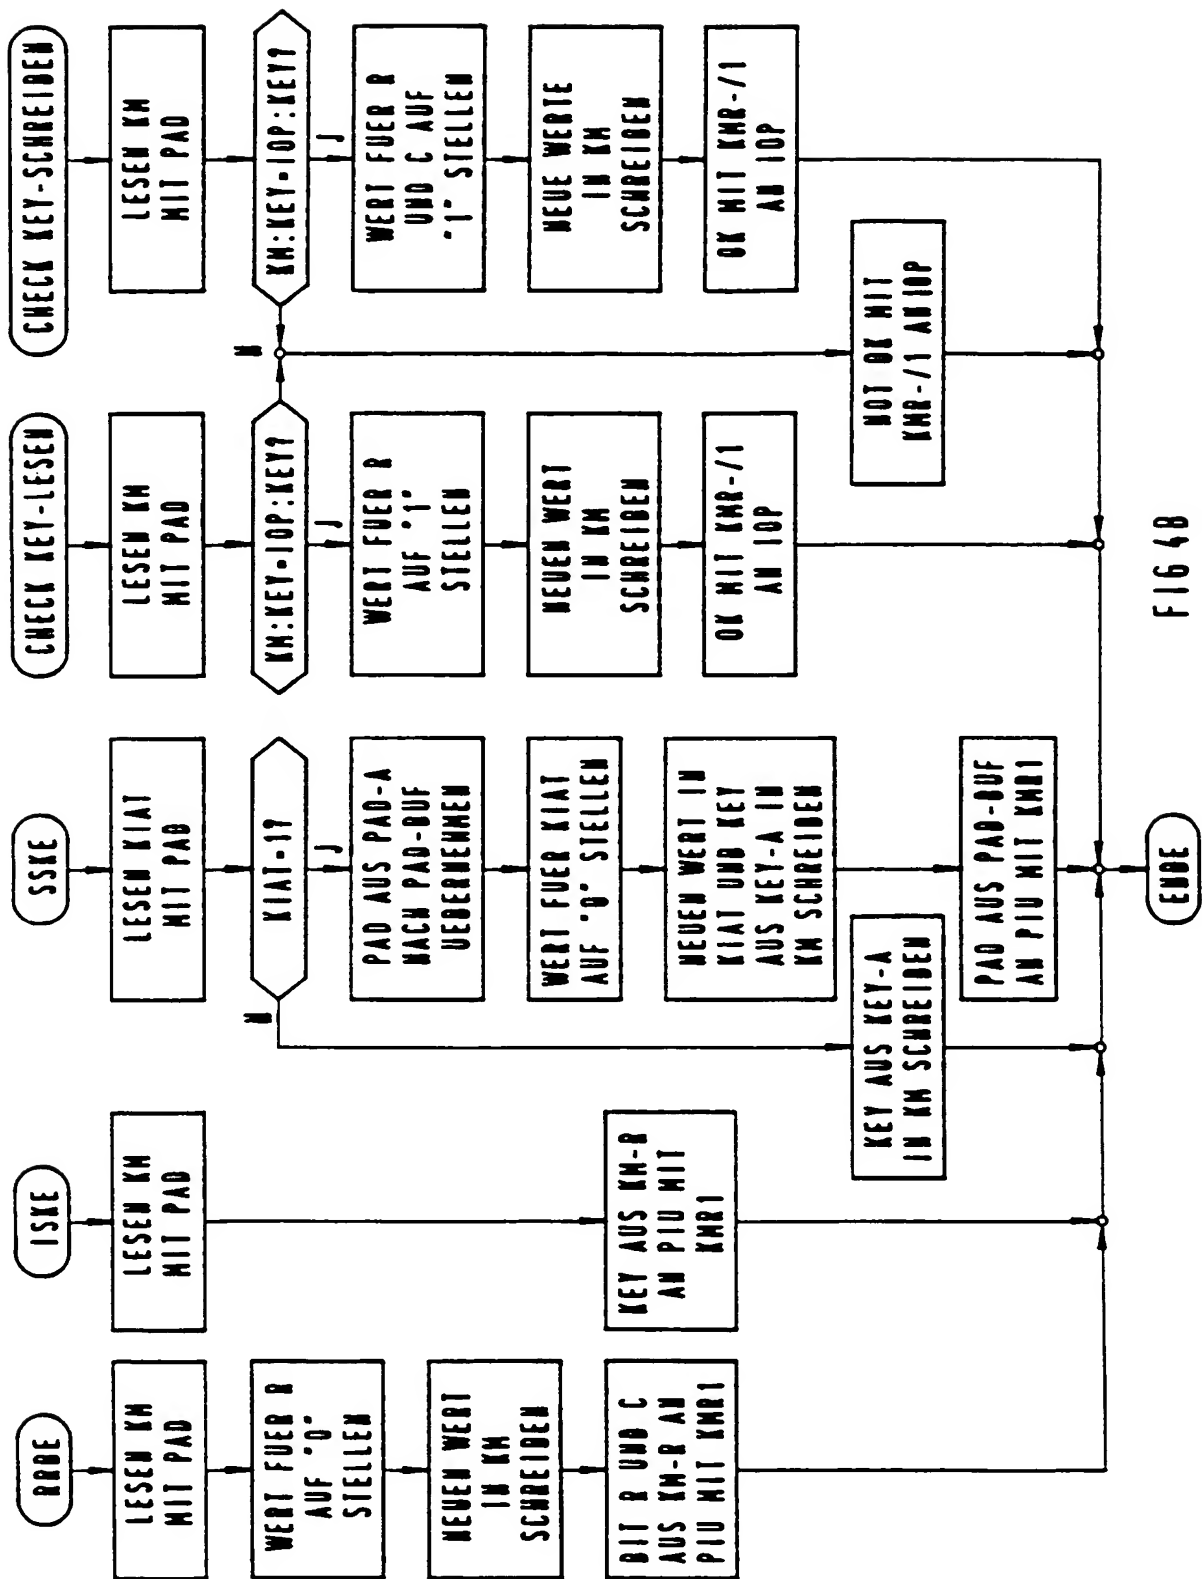 RRBE
LESEN KM
MIT PAD
WERT FUER R
AUF "0"
STELLEN
NEUEN WERT
IN KM
SCHREIBEN
BIT R UND C
AUS KM-R AN
PIU MIT KMR1
ISKE
LESEN KM
MIT PAD
KEY AUS KM-R
AN PIU MIT
KMR1
SSKE
LESEN KIAT
MIT PAD
KIAT=1?
N
J
PAD AUS PAD-A
NACH PAD-BUF
UEBERNEHMEN
WERT FUER KIAT
AUF "0" STELLEN
NEUEN WERT IN
KIAT UND KEY
AUS KEY-A IN
KM SCHREIBEN
KEY AUS KEY-A
IN KM SCHREIBEN
PAD AUS PAD-BUF
AN PIU MIT KMR1
CHECK KEY-LESEN
LESEN KM
MIT PAD
KM:KEY=IOP:KEY?
J
WERT FUER R
AUF "1"
STELLEN
NEUEN WERT
IN KM
SCHREIBEN
OK MIT KMR-/1
AN IOP
N
NOT OK MIT
KMR-/1 AN IOP
CHECK KEY-SCHREIBEN
LESEN KM
MIT PAD
KM:KEY=IOP:KEY?
J
WERT FUER R
UND C AUF
"1" STELLEN
NEUE WERTE
IN KM
SCHREIBEN
OK MIT KMR-/1
AN IOP
ENDE
FIG 4B